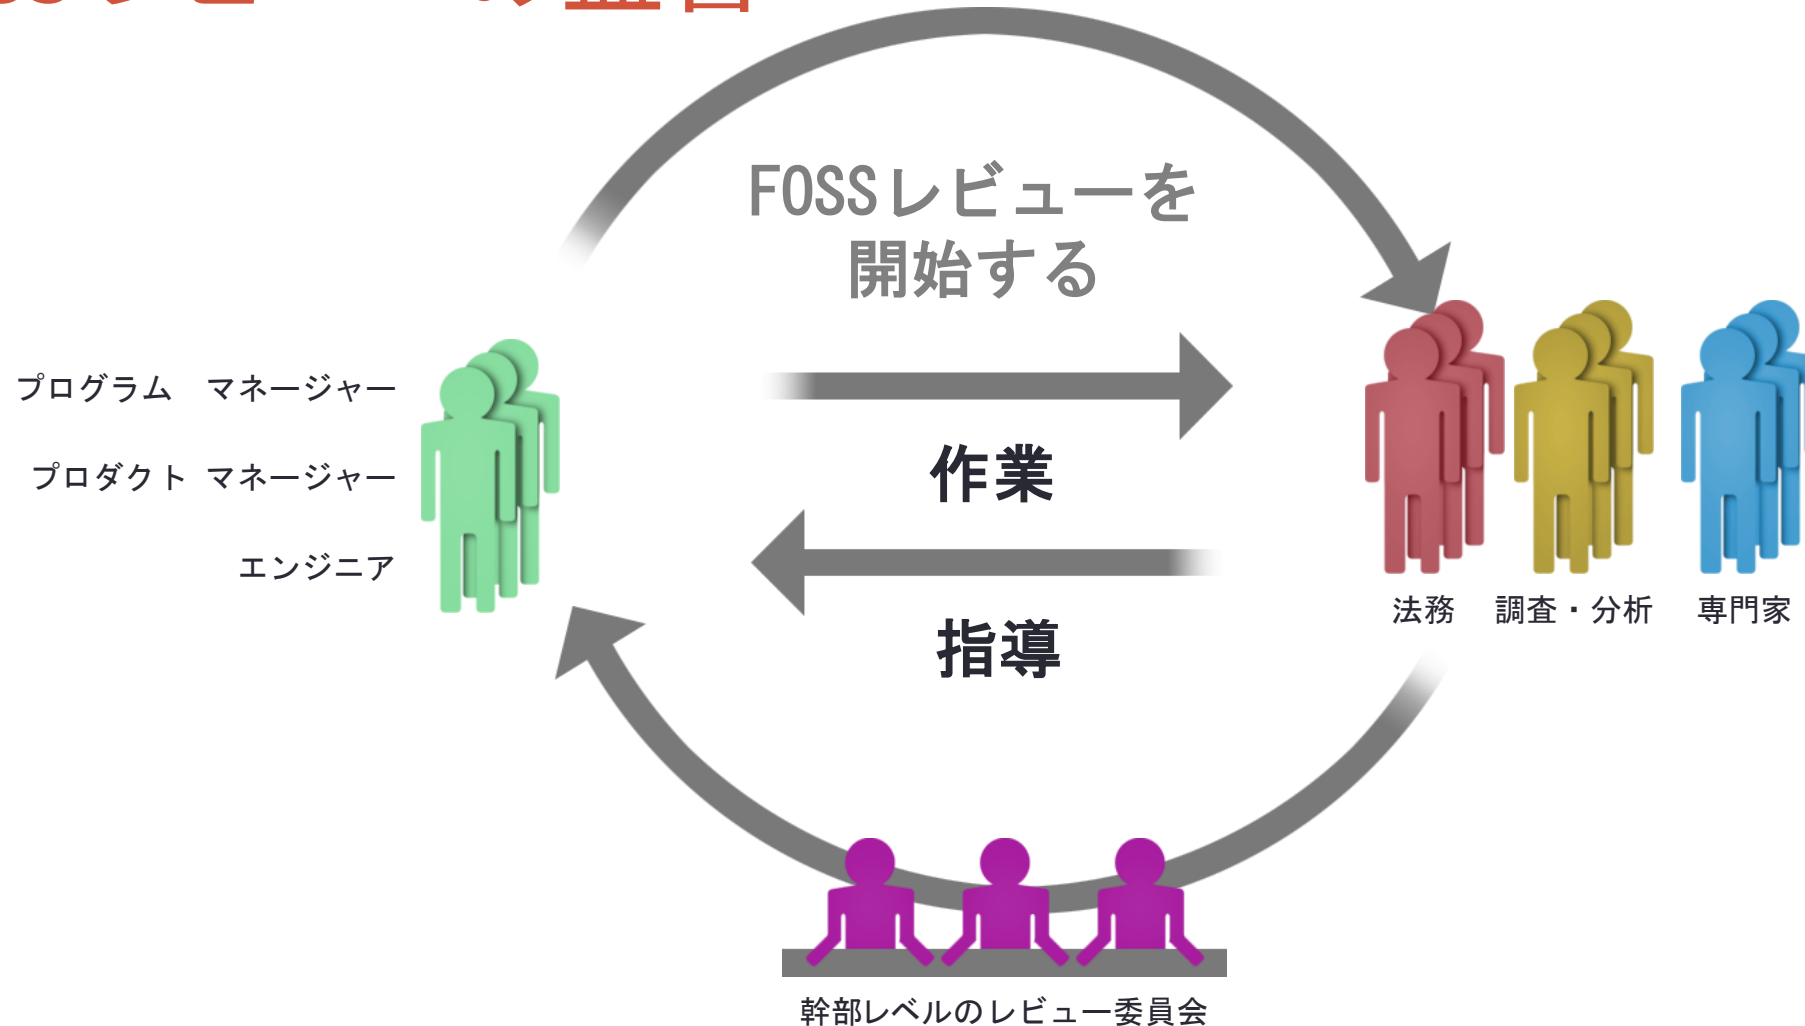 FOSSレビューを
開始する
プログラム　マネージャー
プロダクト マネージャー
エンジニア
作業
指導
法務
調査・分析
専門家
幹部レベルのレビュー委員会